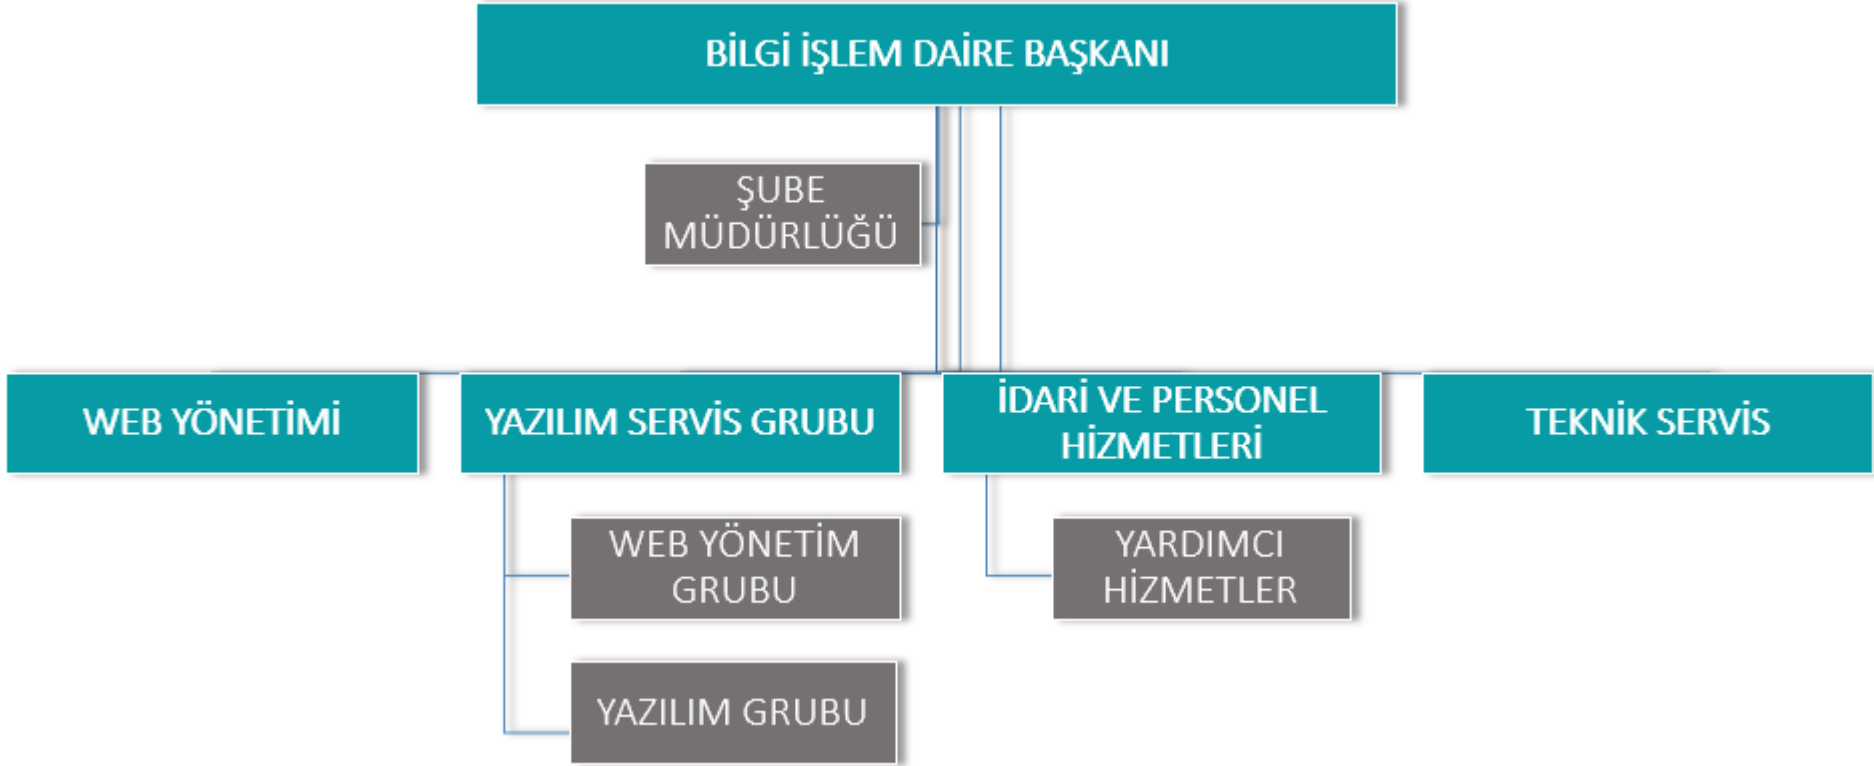 BİLGİ İŞLEM DAİRE BAŞKANI
ŞUBE
MÜDÜRLÜĞÜ
WEB YÖNETİMİ
YAZILIM SERVİS GRUBU
İDARİ VE PERSONEL
HİZMETLERİ
TEKNİK SERVİS
WEB YÖNETİM
GRUBU
YARDIMCI
HİZMETLER
YAZILIM GRUBU